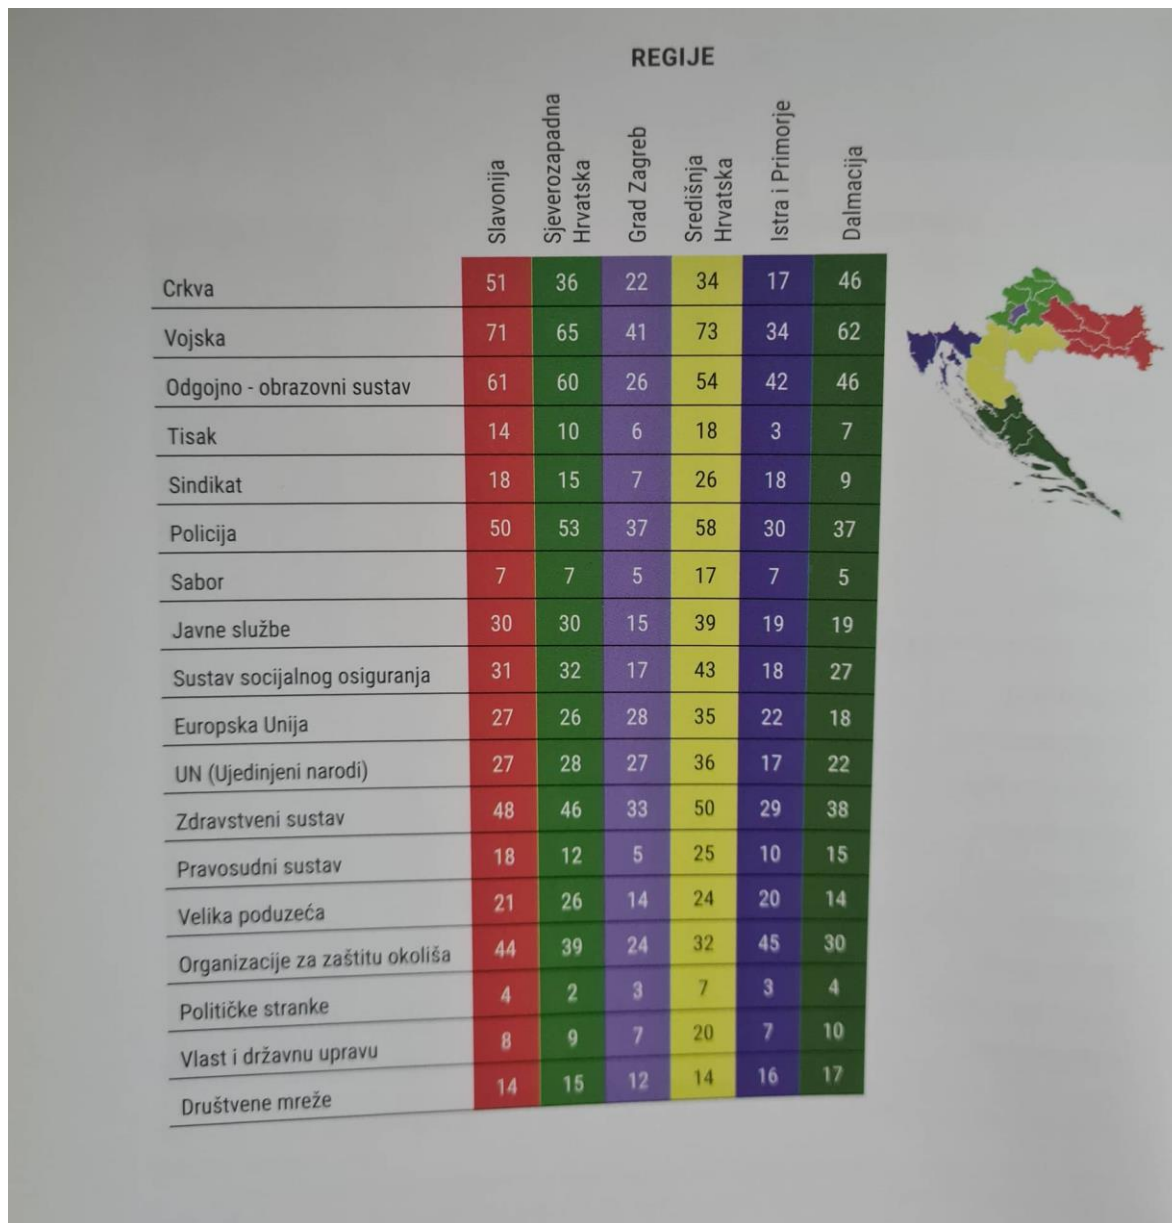 REGIJE
Slavonija
Sjeverozapadna
Hrvatska
Grad Zagreb
Središnja
Hrvatska
Istra i Primorje
Dalmacija
Crkva 51 36 22 34 17 46
Vojska 71 65 41 73 34 62
Odgojno - obrazovni sustav 61 60 26 54 42 46
Tisak 14 10 6 18 3 7
Sindikat 18 15 7 26 18 9
Policija 50 53 37 58 30 37
Sabor 7 7 5 17 7 5
Javne službe 30 30 15 39 19 19
Sustav socijalnog osiguranja 31 32 17 43 18 27
Europska Unija 27 26 28 35 22 18
UN (Ujedinjeni narodi) 27 28 27 36 17 22
Zdravstveni sustav 48 46 33 50 29 38
Pravosudni sustav 18 12 5 25 10 15
Velika poduzeća 21 26 14 24 20 14
Organizacije za zaštitu okoliša 44 39 24 32 45 30
Političke stranke 4 2 3 7 3 4
Vlast i državnu upravu 8 9 7 20 7 10
Društvene mreže 14 15 12 14 16 17